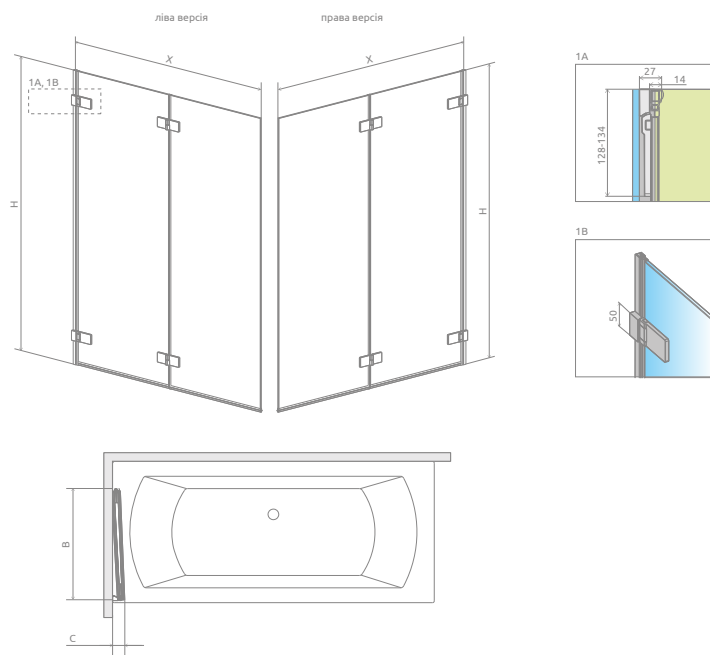 ліва версія
права версія
X
X
1A, 1B
H
H
1A
27
14
128-134
1B
50
B
C